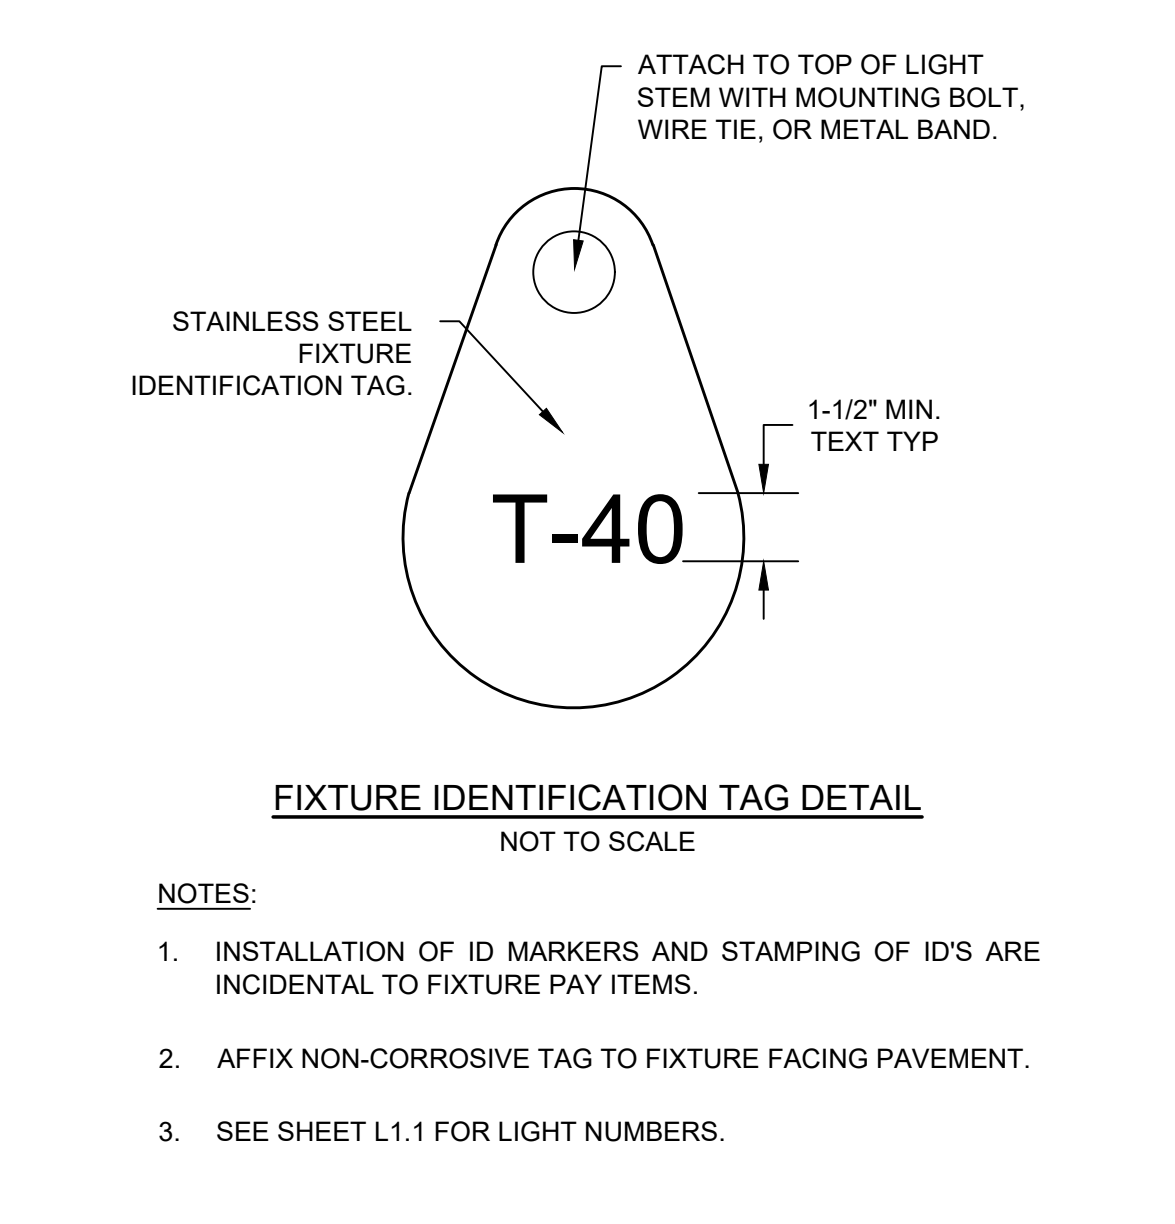 ATTACH TO TOP OF LIGHT
STEM WITH MOUNTING BOLT,
WIRE TIE, OR METAL BAND.
STAINLESS STEEL
FIXTURE
IDENTIFICATION TAG.
1-1/2" MIN.
TEXT TYP
T-40
FIXTURE IDENTIFICATION TAG DETAIL
NOT TO SCALE
NOTES:
1. INSTALLATION OF ID MARKERS AND STAMPING OF ID'S ARE
INCIDENTAL TO FIXTURE PAY ITEMS.
2. AFFIX NON-CORROSIVE TAG TO FIXTURE FACING PAVEMENT.
3. SEE SHEET L1.1 FOR LIGHT NUMBERS.